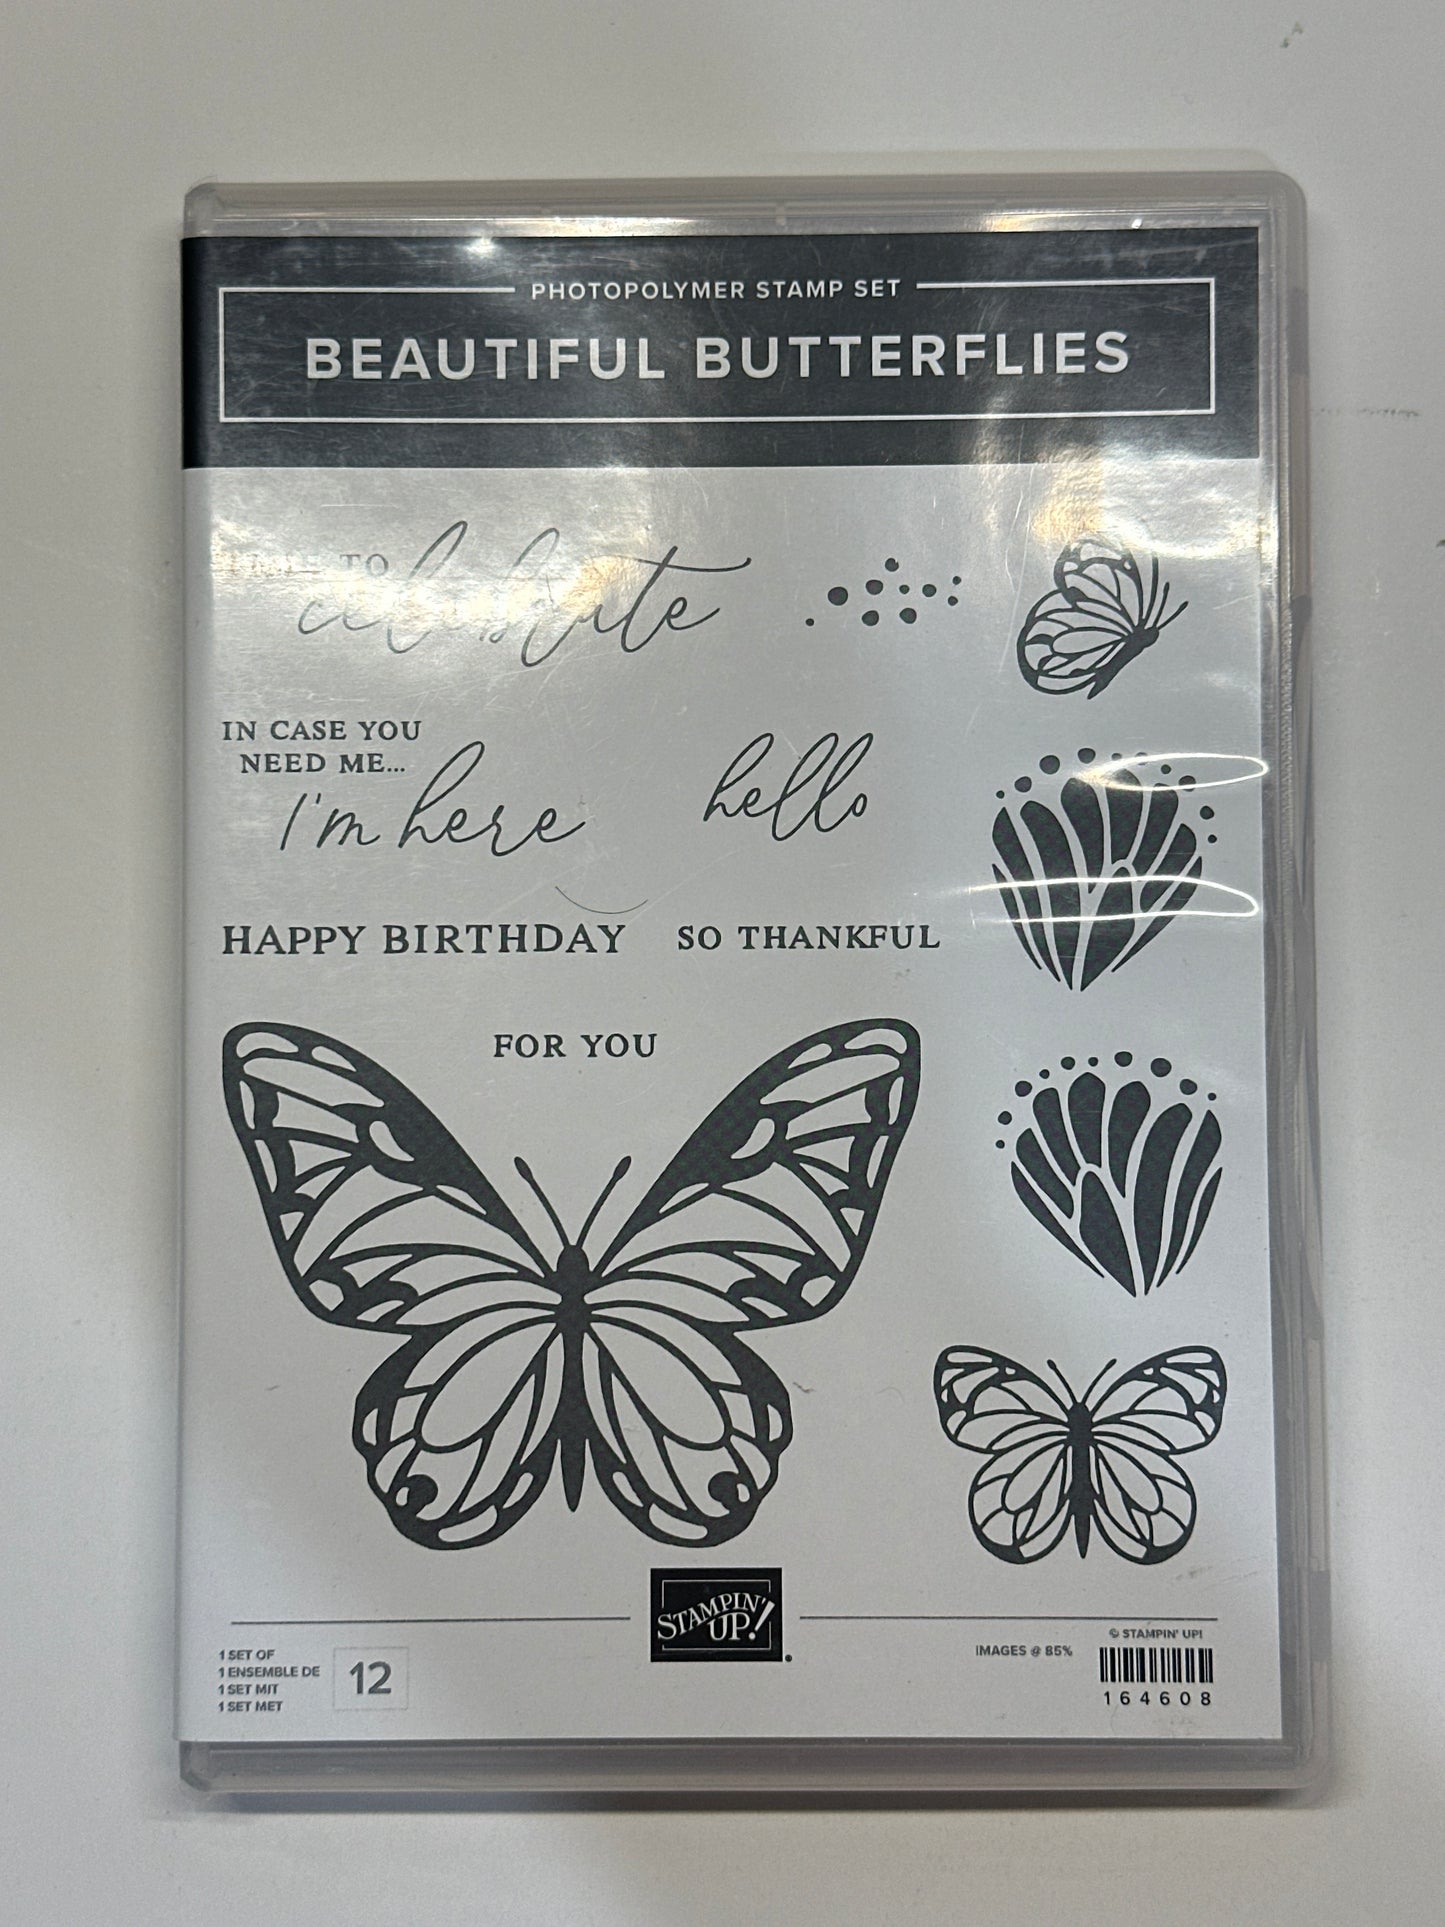 PHOTOPOLYMER STAMP SET
BEAUTIFUL BUTTERFLIES
TO
celebrate
IN CASE YOU
NEED ME...
I'm here
hello
HAPPY BIRTHDAY
SO THANKFUL
FOR YOU
STAMPIN'
UP!
1 SET OF
1 ENSEMBLE DE
1 SET MIT
1 SET MET
12
IMAGES @ 85%
© STAMPIN' UP!
164608